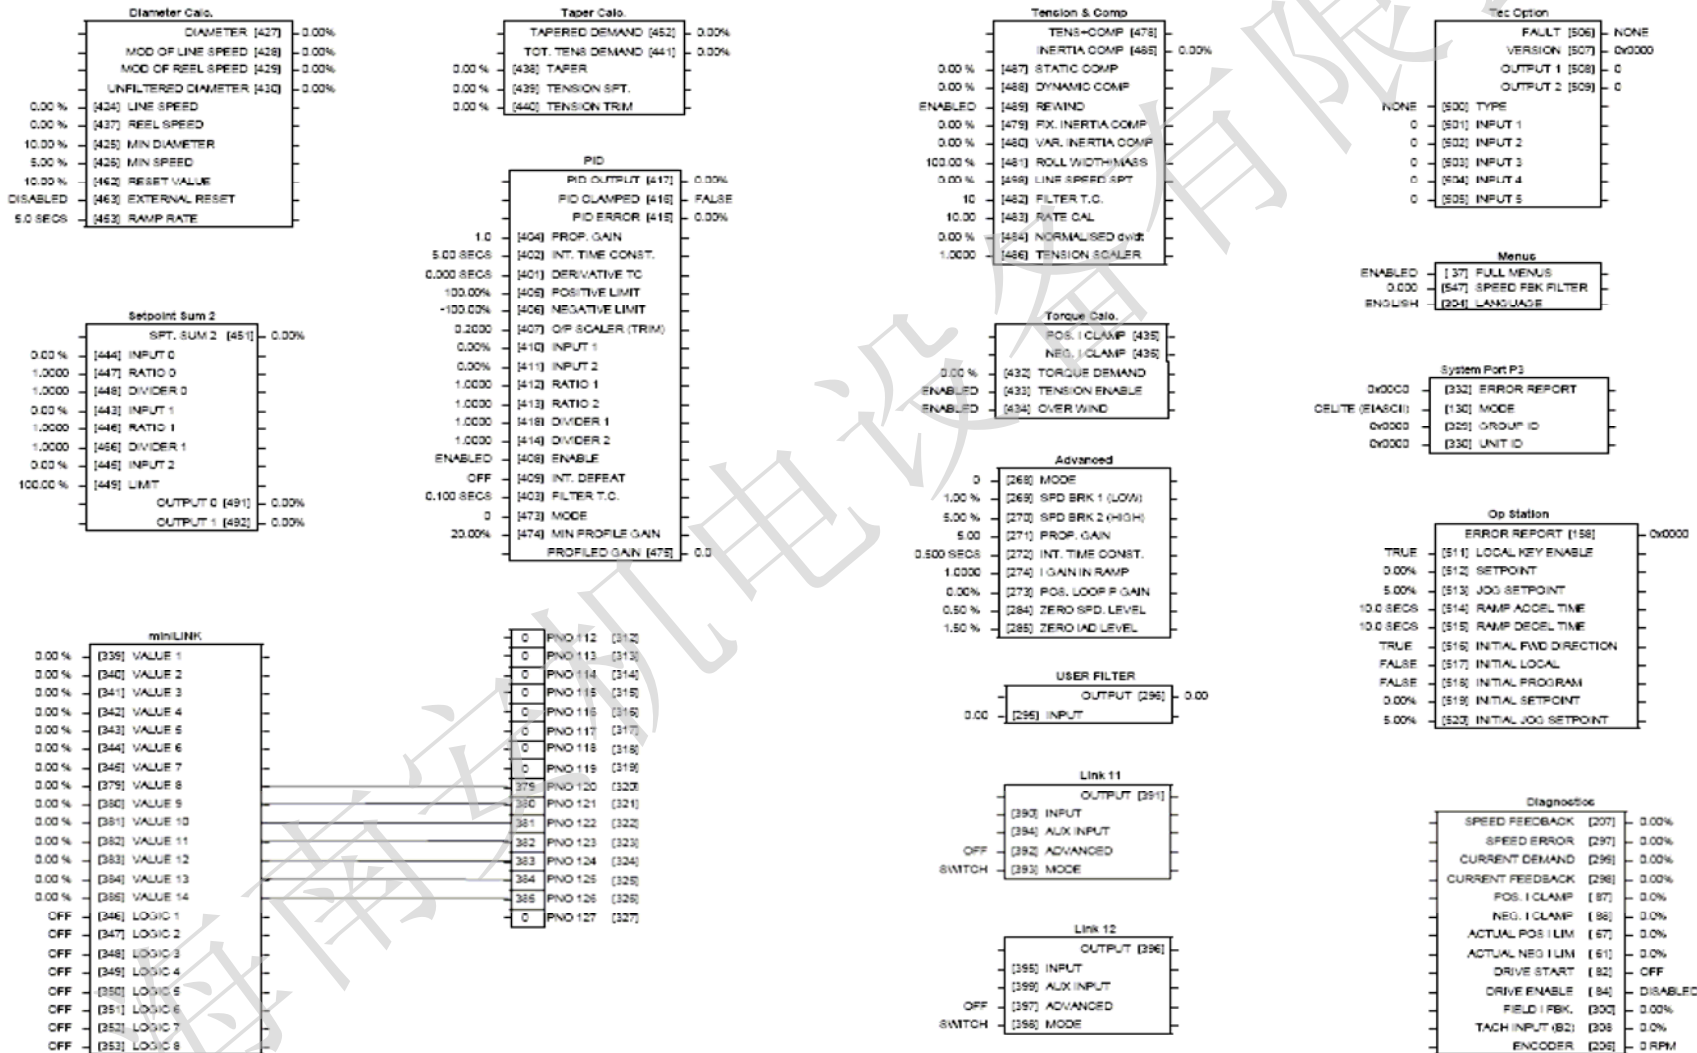 Diameter Calc.
DIAMETER [427] 0.00%
MOD OF LINE SPEED [428] 0.00%
MOD OF REEL SPEED [429] 0.00%
UNFILTERED DIAMETER [430] 0.00%
0.00 % [424] LINE SPEED
0.00 % [437] REEL SPEED
10.00 % [425] MIN DIAMETER
5.00 % [426] MIN SPEED
10.00 % [462] RESET VALUE
DISABLED [463] EXTERNAL RESET
5.0 SECS [453] RAMP RATE
Setpoint Sum 2
SPT. SUM 2 [451] 0.00%
0.00 % [444] INPUT 0
1.0000 [447] RATIO 0
1.0000 [448] DIVIDER 0
0.00 % [443] INPUT 1
1.0000 [446] RATIO 1
1.0000 [466] DIVIDER 1
0.00 % [445] INPUT 2
100.00 % [449] LIMIT
OUTPUT 0 [491] 0.00%
OUTPUT 1 [492] 0.00%
miniLINK
0.00 % [339] VALUE 1
0.00 % [340] VALUE 2
0.00 % [341] VALUE 3
0.00 % [342] VALUE 4
0.00 % [343] VALUE 5
0.00 % [344] VALUE 6
0.00 % [345] VALUE 7
0.00 % [379] VALUE 8
0.00 % [380] VALUE 9
0.00 % [381] VALUE 10
0.00 % [382] VALUE 11
0.00 % [383] VALUE 12
0.00 % [384] VALUE 13
0.00 % [385] VALUE 14
OFF [346] LOGIC 1
OFF [347] LOGIC 2
OFF [348] LOGIC 3
OFF [349] LOGIC 4
OFF [350] LOGIC 5
OFF [351] LOGIC 6
OFF [352] LOGIC 7
OFF [353] LOGIC 8
Taper Calc.
TAPERED DEMAND [452] 0.00%
TOT. TENS DEMAND [441] 0.00%
0.00 % [438] TAPER
0.00 % [439] TENSION SPT.
0.00 % [440] TENSION TRIM
PID
PID OUTPUT [417] 0.00%
PID CLAMPED [416] FALSE
PID ERROR [415] 0.00%
1.0 [404] PROP. GAIN
5.00 SECS [402] INT. TIME CONST.
0.000 SECS [401] DERIVATIVE TC
100.00% [405] POSITIVE LIMIT
-100.00% [406] NEGATIVE LIMIT
0.2000 [407] O/P SCALER (TRIM)
0.00% [410] INPUT 1
0.00% [411] INPUT 2
1.0000 [412] RATIO 1
1.0000 [413] RATIO 2
1.0000 [418] DIVIDER 1
1.0000 [414] DIVIDER 2
ENABLED [408] ENABLE
OFF [409] INT. DEFEAT
0.100 SECS [403] FILTER T.C.
0 [473] MODE
20.00% [474] MIN PROFILE GAIN
PROFILED GAIN [475] 0.0
0 PNO 112 [312]
0 PNO 113 [313]
0 PNO 114 [314]
0 PNO 115 [315]
0 PNO 116 [316]
0 PNO 117 [317]
0 PNO 118 [318]
0 PNO 119 [319]
379 PNO 120 [320]
380 PNO 121 [321]
381 PNO 122 [322]
382 PNO 123 [323]
383 PNO 124 [324]
384 PNO 125 [325]
385 PNO 126 [326]
0 PNO 127 [327]
Tension & Comp
TENS+COMP [478]
INERTIA COMP [485] 0.00%
0.00 % [487] STATIC COMP
0.00 % [488] DYNAMIC COMP
ENABLED [489] REWIND
0.00 % [479] FIX. INERTIA COMP
0.00 % [480] VAR. INERTIA COMP
100.00 % [481] ROLL WIDTH/MASS
0.00 % [498] LINE SPEED SPT
10 [482] FILTER T.C.
10.00 [483] RATE CAL
0.00 % [484] NORMALISED dv/dt
1.0000 [486] TENSION SCALER
Torque Calc.
POS. I CLAMP [435]
NEG. I CLAMP [436]
0.00 % [432] TORQUE DEMAND
ENABLED [433] TENSION ENABLE
ENABLED [434] OVER WIND
Advanced
0 [268] MODE
1.00 % [269] SPD BRK 1 (LOW)
5.00 % [270] SPD BRK 2 (HIGH)
5.00 [271] PROP. GAIN
0.500 SECS [272] INT. TIME CONST.
1.0000 [274] I GAIN IN RAMP
0.00% [273] POS. LOOP P GAIN
0.50 % [284] ZERO SPD. LEVEL
1.50 % [285] ZERO IAD LEVEL
USER FILTER
OUTPUT [296] 0.00
0.00 [295] INPUT
Link 11
OUTPUT [391]
[390] INPUT
[394] AUX INPUT
OFF [392] ADVANCED
SWITCH [393] MODE
Link 12
OUTPUT [396]
[395] INPUT
[399] AUX INPUT
OFF [397] ADVANCED
SWITCH [398] MODE
Tec Option
FAULT [506] NONE
VERSION [507] 0x0000
OUTPUT 1 [508] 0
OUTPUT 2 [509] 0
NONE [500] TYPE
0 [501] INPUT 1
0 [502] INPUT 2
0 [503] INPUT 3
0 [504] INPUT 4
0 [505] INPUT 5
Menus
ENABLED [ 37] FULL MENUS
0.000 [547] SPEED FBK FILTER
ENGLISH [304] LANGUAGE
System Port P3
0x00C0 [332] ERROR REPORT
CELITE (EIASCII) [130] MODE
0x0000 [329] GROUP ID
0x0000 [330] UNIT ID
Op Station
ERROR REPORT [158] 0x0000
TRUE [511] LOCAL KEY ENABLE
0.00% [512] SETPOINT
5.00% [513] JOG SETPOINT
10.0 SECS [514] RAMP ACCEL TIME
10.0 SECS [515] RAMP DECEL TIME
TRUE [516] INITIAL FWD DIRECTION
FALSE [517] INITIAL LOCAL
FALSE [518] INITIAL PROGRAM
0.00% [519] INITIAL SETPOINT
5.00% [520] INITIAL JOG SETPOINT
Diagnostics
SPEED FEEDBACK [207] 0.00%
SPEED ERROR [297] 0.00%
CURRENT DEMAND [299] 0.00%
CURRENT FEEDBACK [298] 0.00%
POS. I CLAMP [ 87] 0.0%
NEG. I CLAMP [ 88] 0.0%
ACTUAL POS I LIM [ 67] 0.0%
ACTUAL NEG I LIM [ 61] 0.0%
DRIVE START [ 82] OFF
DRIVE ENABLE [ 84] DISABLED
FIELD I FBK. [300] 0.00%
TACH INPUT (B2) [308 0.0%
ENCODER [206] 0 RPM
海南安机电设备有限